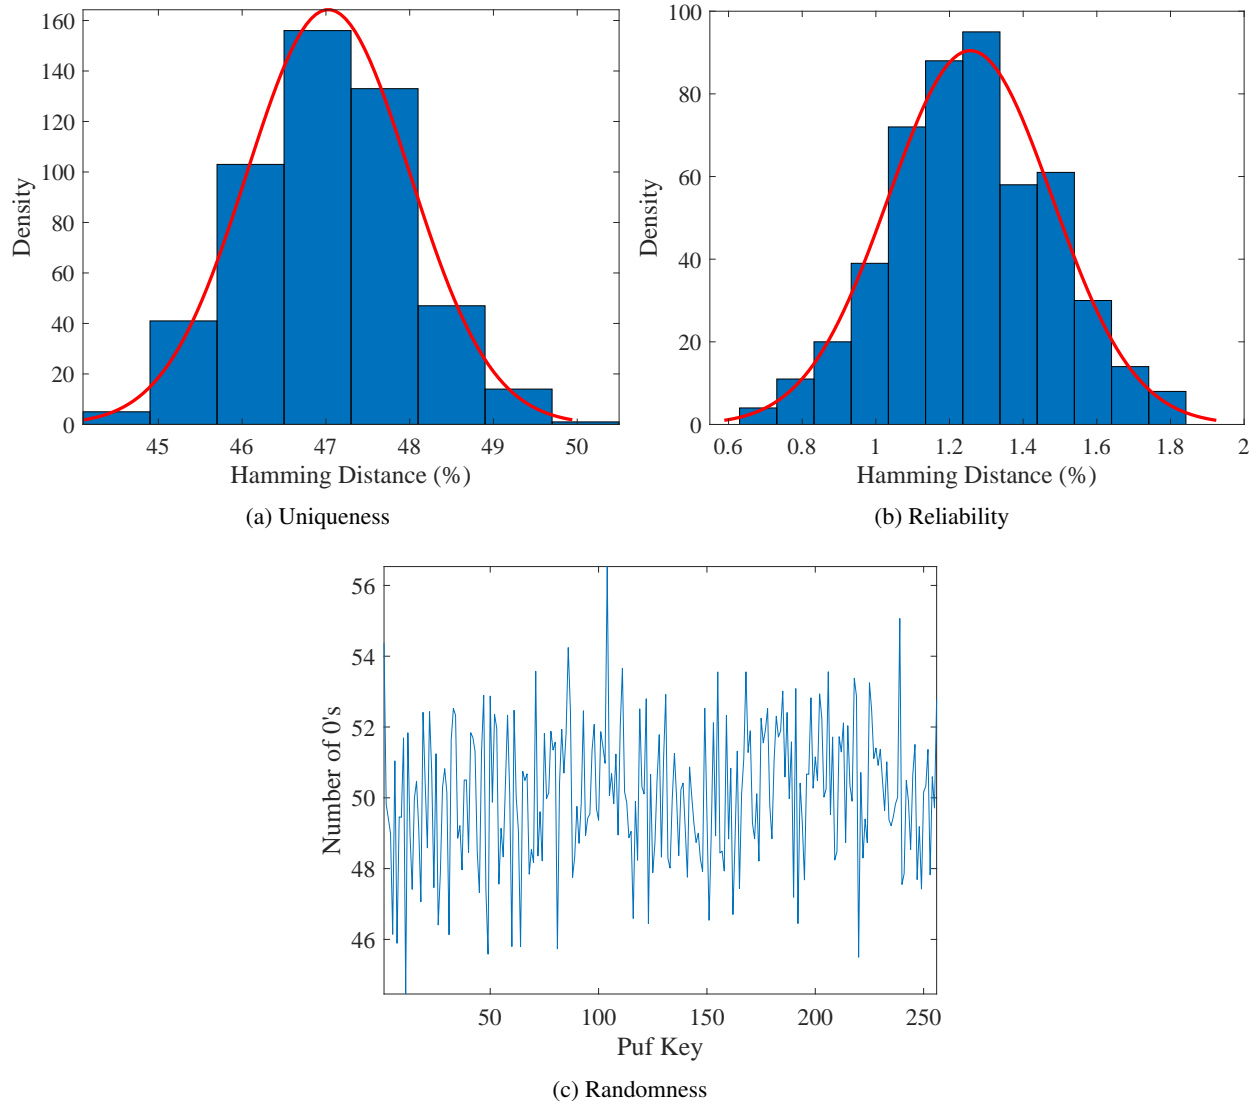 160
140
120
100
80
60
40
20
0
Density
45 46 47 48 49 50
Hamming Distance (%)
(a) Uniqueness
100
80
60
40
20
0
Density
0.6 0.8 1 1.2 1.4 1.6 1.8 2
Hamming Distance (%)
(b) Reliability
56
54
52
50
48
46
Number of 0's
50 100 150 200 250
Puf Key
(c) Randomness